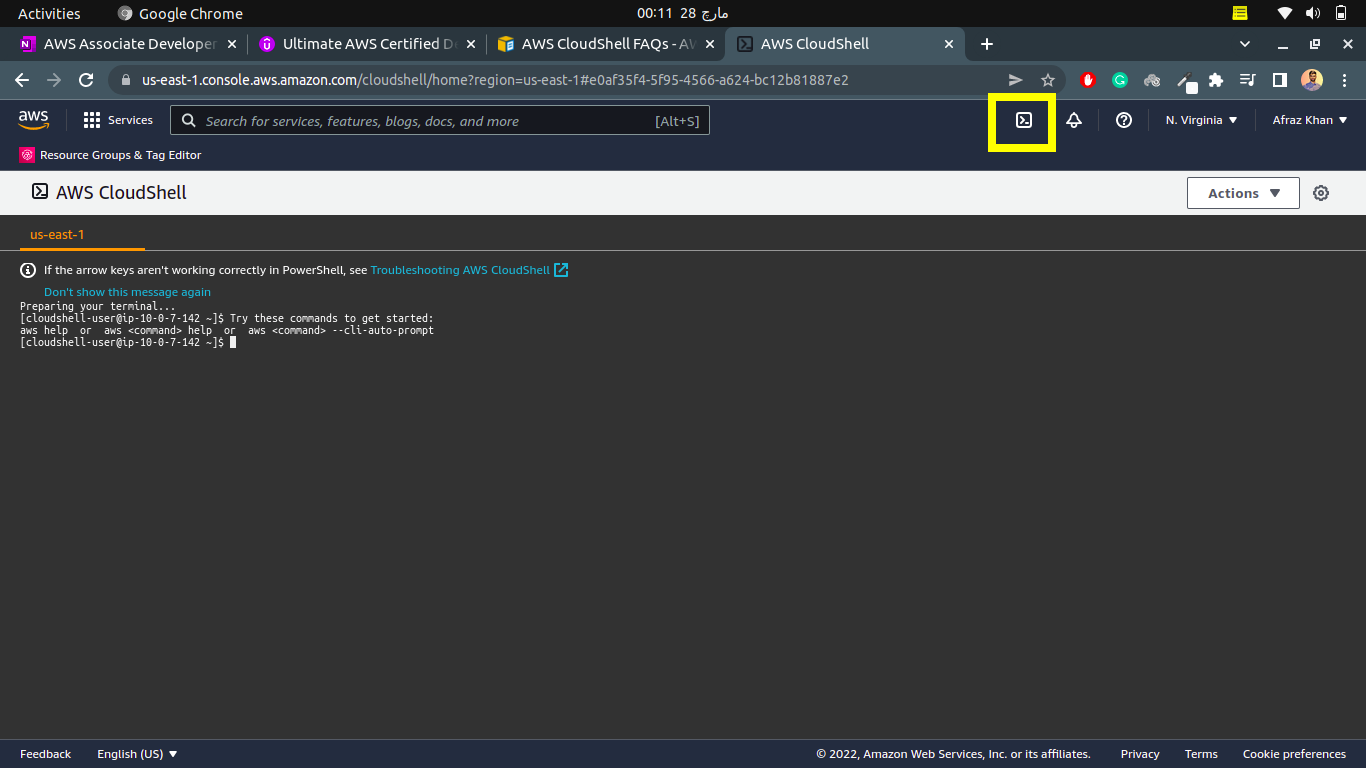 Activities
Google Chrome
00:11 28 مارچ
AWS Associate Developer
Ultimate AWS Certified De
AWS CloudShell FAQs - AW
AWS CloudShell
us-east-1.console.aws.amazon.com/cloudshell/home?region=us-east-1#e0af35f4-5f95-4566-a624-bc12b81887e2
aws
Services
Search for services, features, blogs, docs, and more
[Alt+S]
N. Virginia
Afraz Khan
Resource Groups & Tag Editor
AWS CloudShell
Actions
us-east-1
If the arrow keys aren't working correctly in PowerShell, see Troubleshooting AWS CloudShell
Don't show this message again
Preparing your terminal...
[cloudshell-user@ip-10-0-7-142 ~]$ Try these commands to get started:
aws help  or  aws <command> help  or  aws <command> --cli-auto-prompt
[cloudshell-user@ip-10-0-7-142 ~]$
Feedback
English (US)
© 2022, Amazon Web Services, Inc. or its affiliates.
Privacy
Terms
Cookie preferences